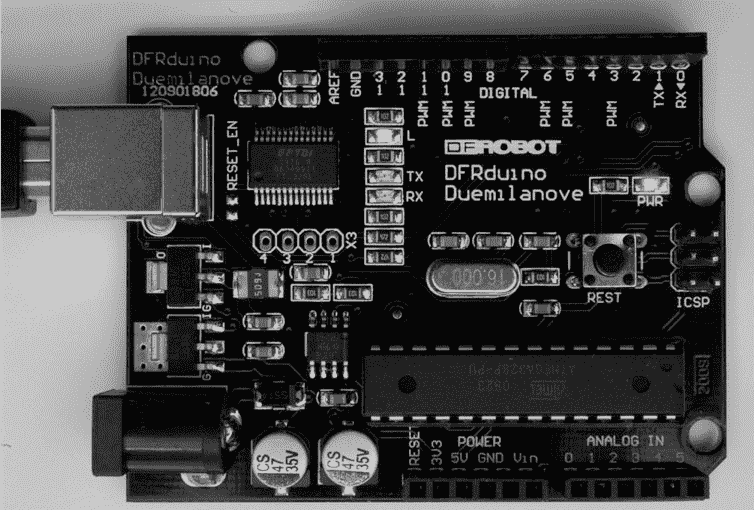 DFRduino
Duemilanove
120901806
AREF
GND
13
12
11
10
9
8
7
6
5
4
3
2
TX▶1
RX◀0
PWM
PWM
PWM
PWM
PWM
PWM
DIGITAL
RESET_EN
L
TX
RX
DFROBOT
DFRduino
Duemilanove
PWR
4 3 2 1 X3
16.000
REST
ICSP
2009
CS
47
35V
CS
47
35V
POWER
RESET 3V3 5V GND Vin
ANALOG IN
0 1 2 3 4 5